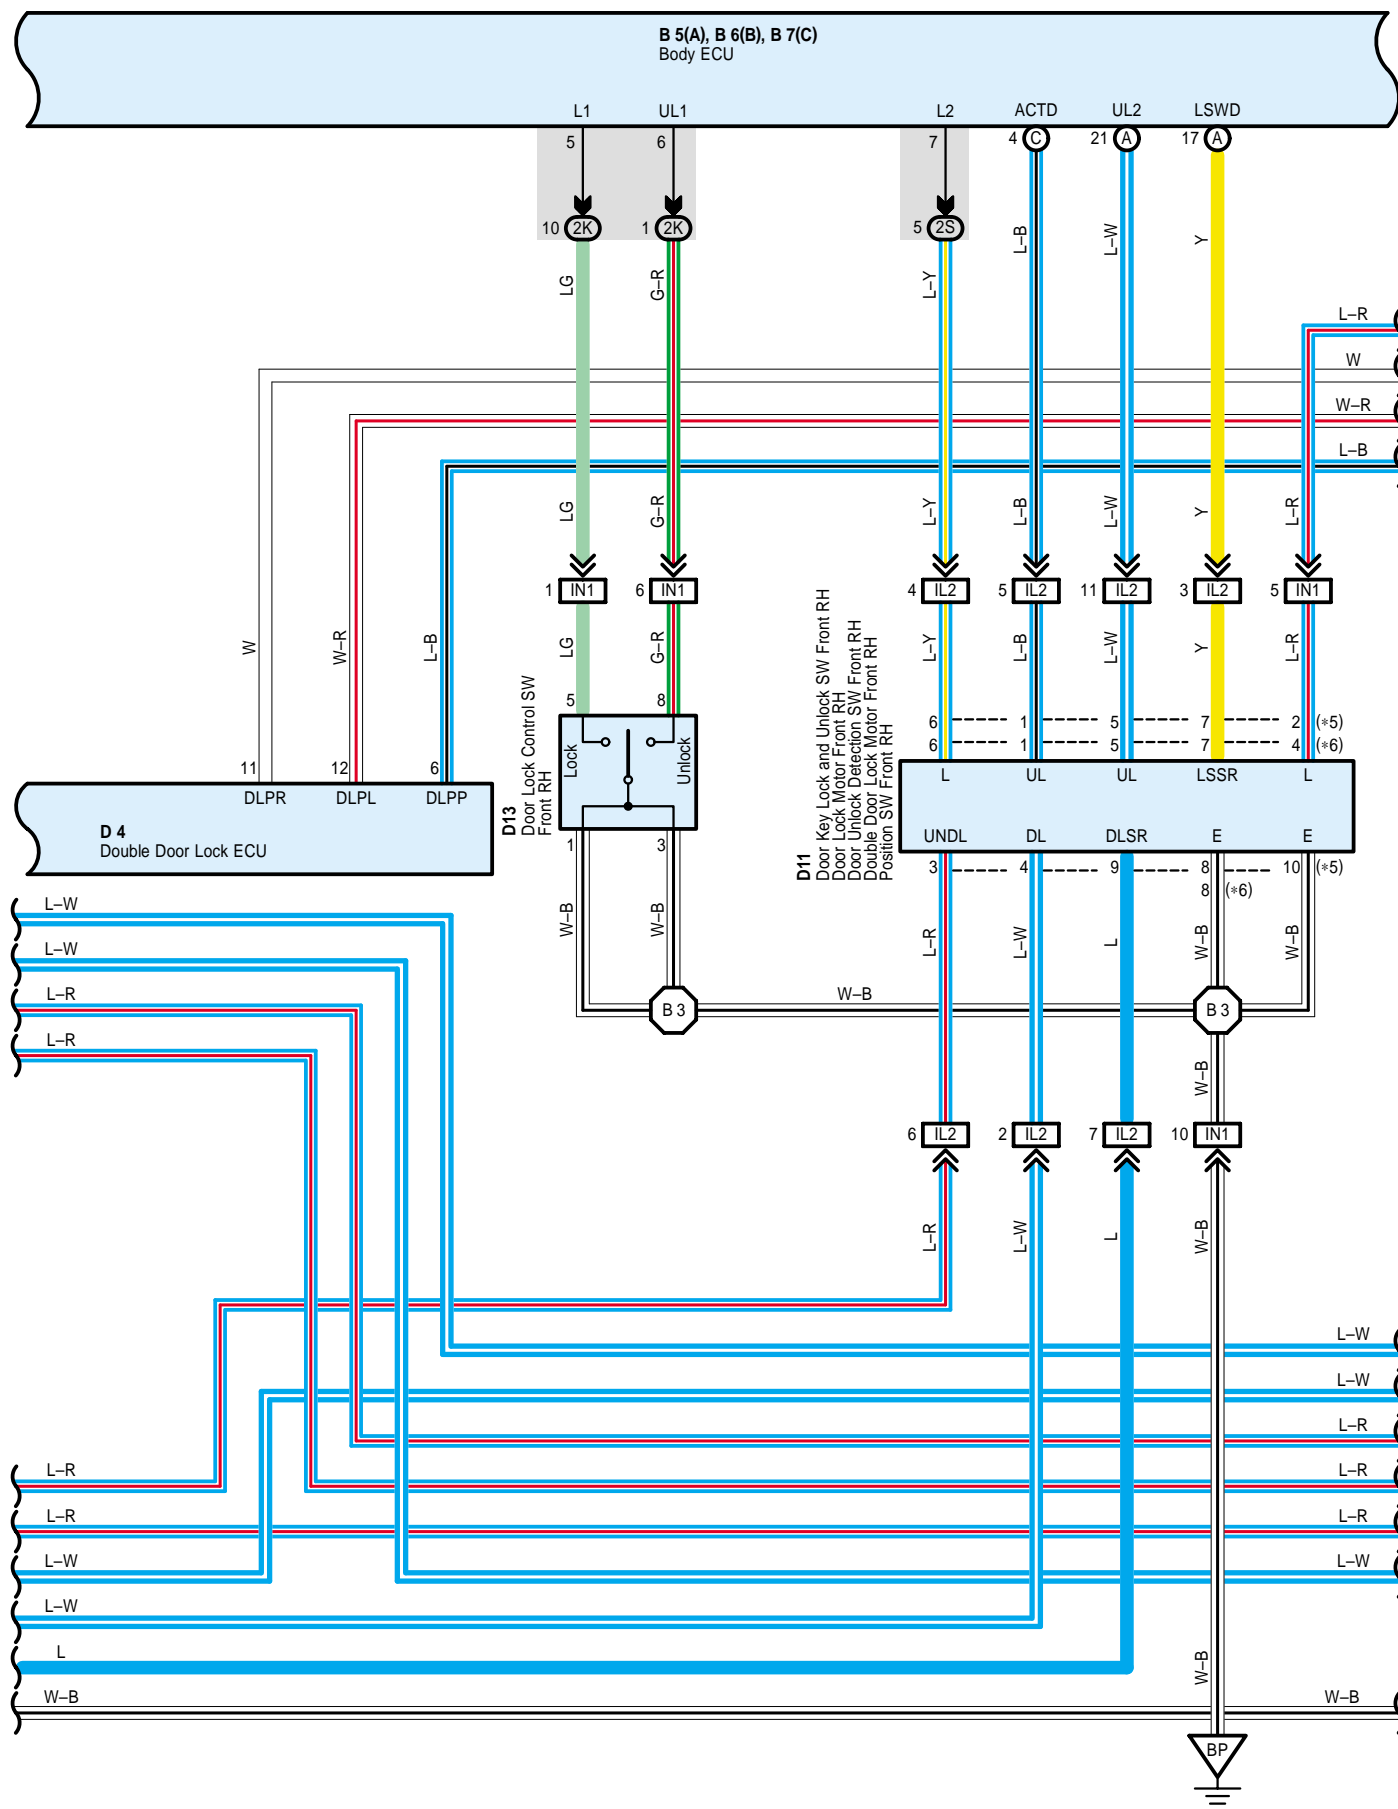 B 5(A), B 6(B), B 7(C)
Body ECU
L1 UL1 L2 ACTD UL2 LSWD
5 6 7 4 C 21 A 17 A
10 2K 1 2K 5 2S
LG G–R L–Y L–B L–W Y
L–R
W
W–R
L–B
LG G–R L–Y L–B L–W Y L–R
1 IN1 6 IN1 4 IL2 5 IL2 11 IL2 3 IL2 5 IN1
W W–R L–B LG G–R L–Y L–B L–W Y L–R
5 8
6 1 5 7 2 (*5)
6 1 5 7 4 (*6)
11 12 6
DLPR DLPL DLPP
D 4
Double Door Lock ECU
D13
Door Lock Control SW
Front RH
Lock Unlock
1 3
D11
Door Key Lock and Unlock SW Front RH
Door Lock Motor Front RH
Door Unlock Detection SW Front RH
Double Door Lock Motor Front RH
Position SW Front RH
L UL UL LSSR L
UNDL DL DLSR E E
3 4 9 8 10 (*5)
8 (*6)
L–W
L–W
L–R
L–R
W–B W–B L–R L–W L W–B W–B
B 3 W–B B 3
W–B
6 IL2 2 IL2 7 IL2 10 IN1
L–R L–W L W–B
L–W
L–W
L–R
L–R L–R
L–R L–R
L–W L–W
L–W
L
W–B
W–B W–B
BP